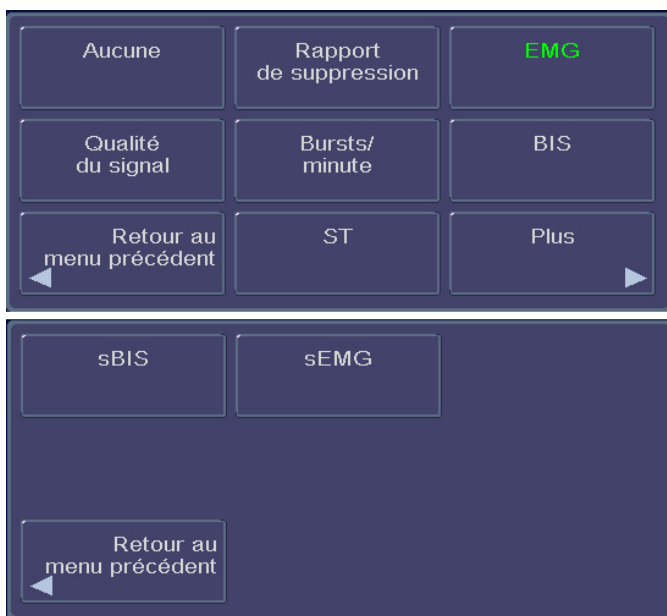 Aucune
Rapport
de suppression
EMG
Qualité
du signal
Bursts/
minute
BIS
Retour au
menu précédent
ST
Plus
sBIS
sEMG
Retour au
menu précédent